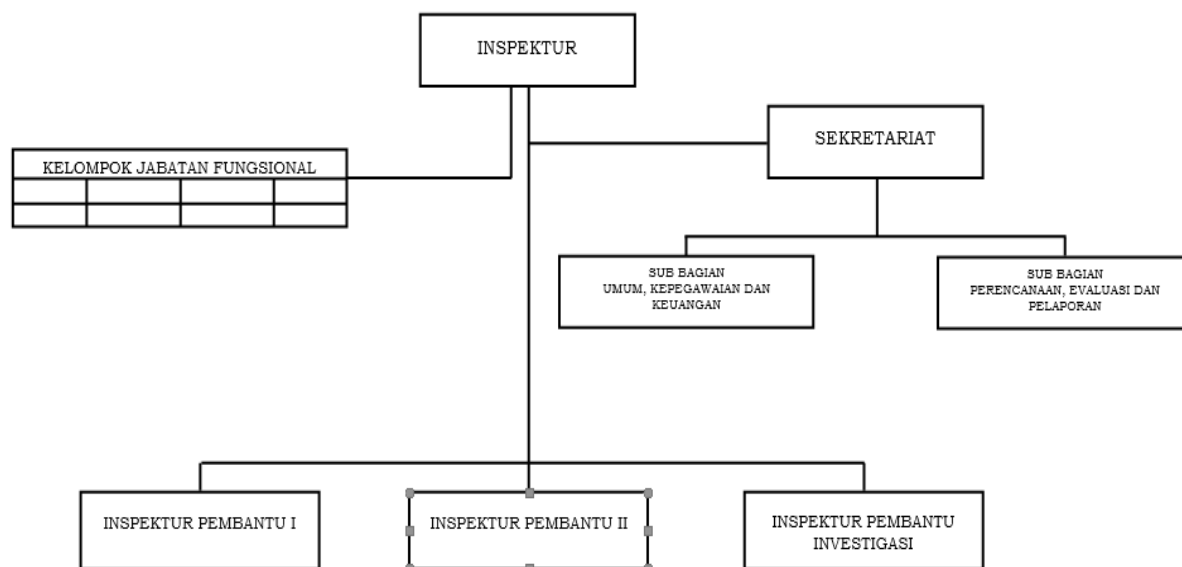 INSPEKTUR
SEKRETARIAT
KELOMPOK JABATAN FUNGSIONAL
SUB BAGIAN
UMUM, KEPEGAWAIAN DAN
KEUANGAN
SUB BAGIAN
PERENCANAAN, EVALUASI DAN
PELAPORAN
INSPEKTUR PEMBANTU I
INSPEKTUR PEMBANTU II
INSPEKTUR PEMBANTU
INVESTIGASI